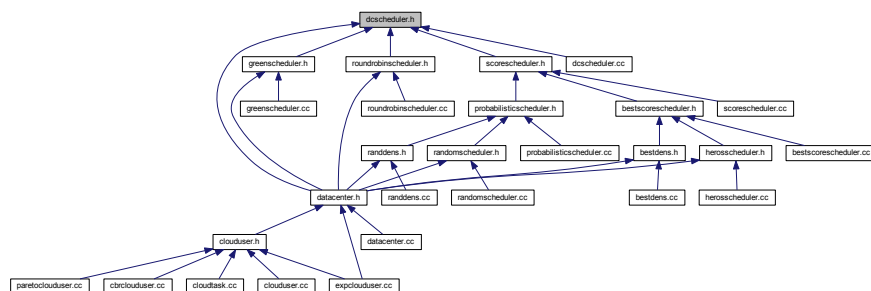 dcscheduler.h
greenscheduler.h roundrobinscheduler.h scorescheduler.h dcscheduler.cc
greenscheduler.cc roundrobinscheduler.cc probabilisticscheduler.h bestscorescheduler.h scorescheduler.cc
randdens.h randomscheduler.h probabilisticscheduler.cc bestdens.h herosscheduler.h bestscorescheduler.cc
datacenter.h randdens.cc randomscheduler.cc bestdens.cc herosscheduler.cc
clouduser.h datacenter.cc
paretoclouduser.cc cbrclouduser.cc cloudtask.cc clouduser.cc expclouduser.cc